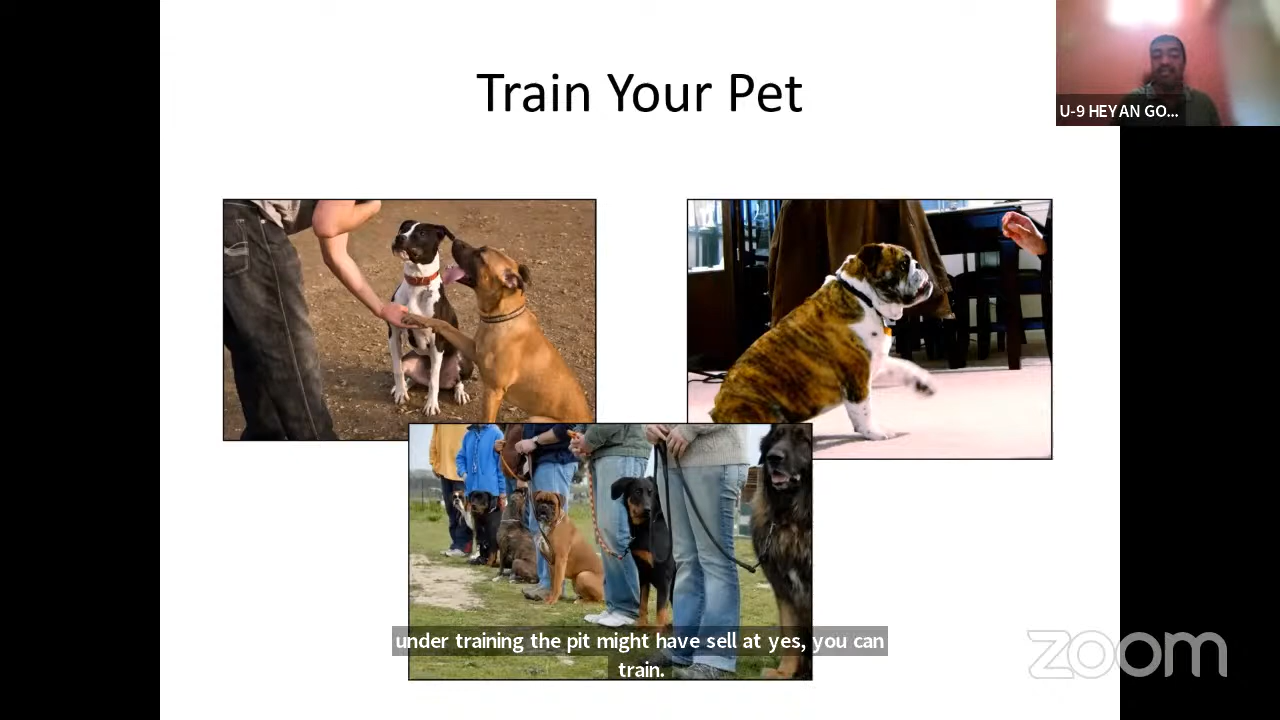 Train Your Pet
U-9 HEYAN GO...
under training the pit might have sell at yes, you can
train.
zoom